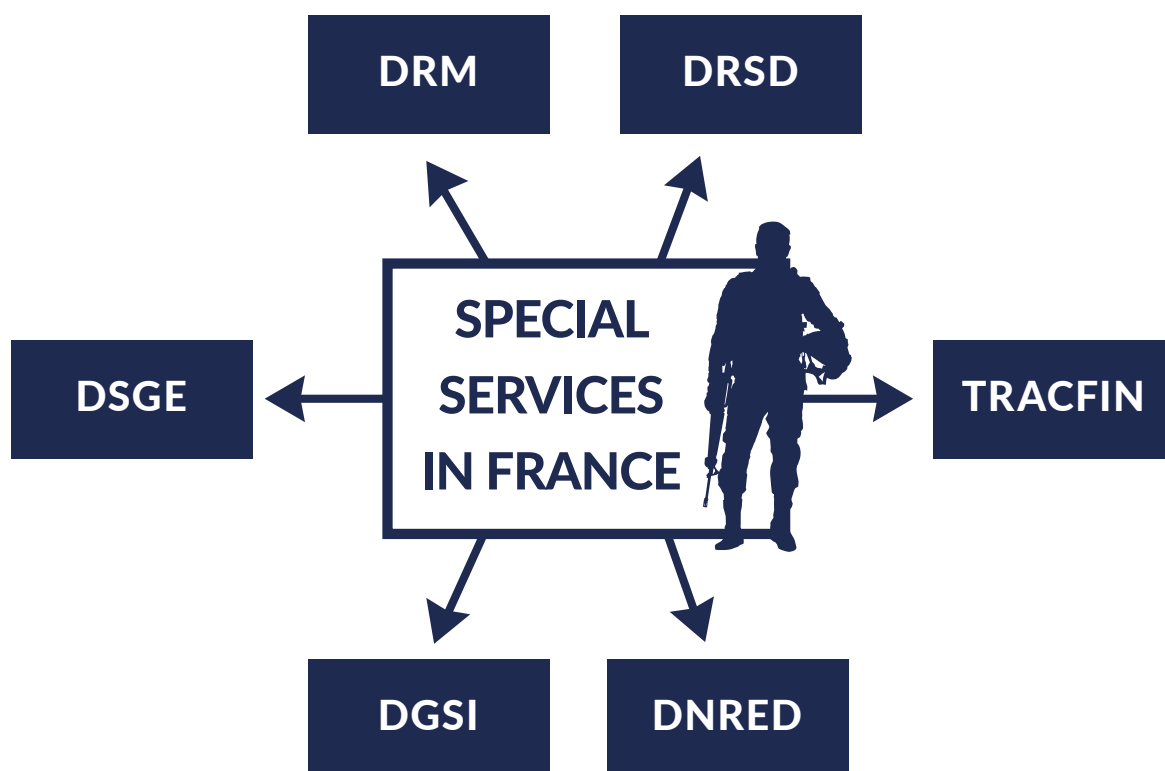 DRM
DRSD
SPECIAL
SERVICES
IN FRANCE
DSGE
TRACFIN
DGSI
DNRED